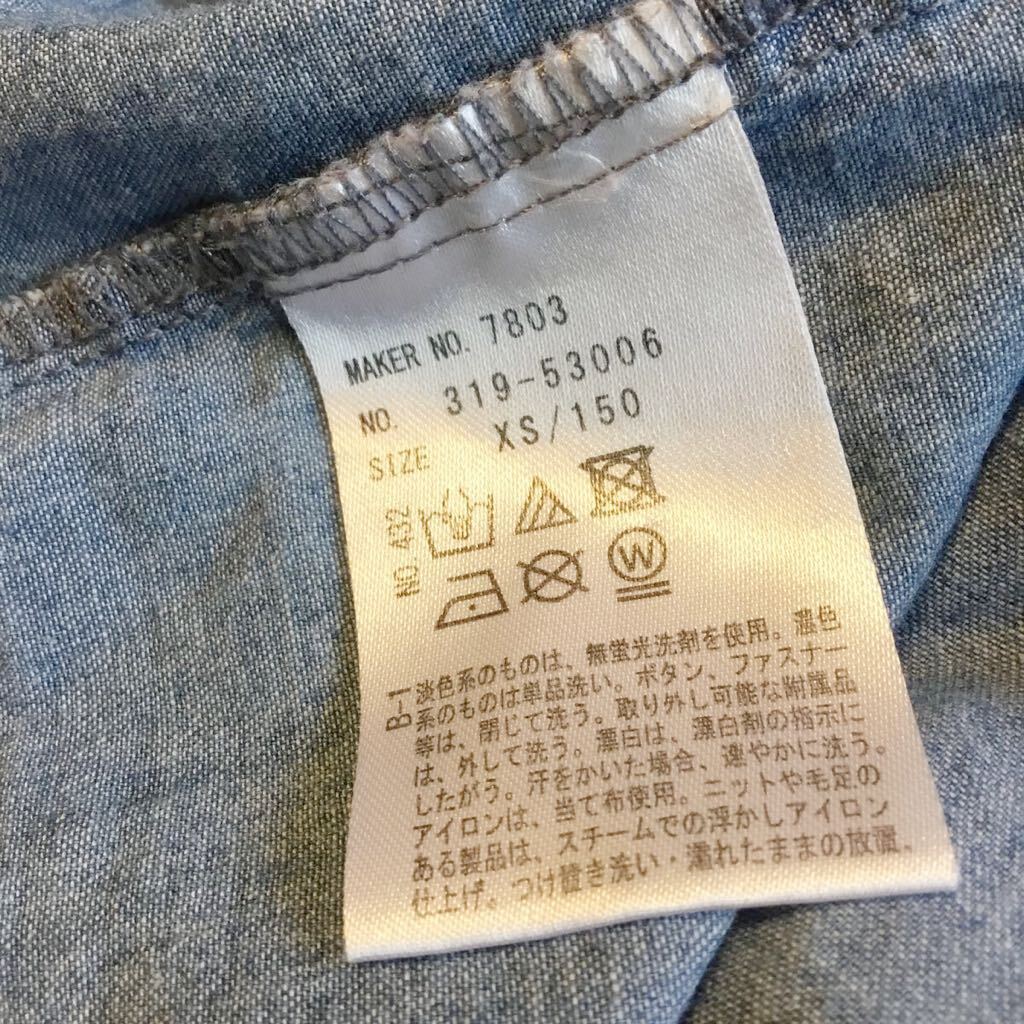 MAKER NO. 7803
NO. 319-53006
SIZE XS/150
NO. 432
W
B-1
淡色系のものは、無蛍光洗剤を使用。濃色
系のものは単品洗い。ボタン、ファスナー
等は、閉じて洗う。取り外し可能な附属品
は、外して洗う。漂白は、漂白剤の指示に
したがう。汗をかいた場合、速やかに洗う。
アイロンは、当て布使用。ニットや毛足の
ある製品は、スチームでの浮かしアイロン
仕上げ。つけ置き洗い・濡れたままの放置、